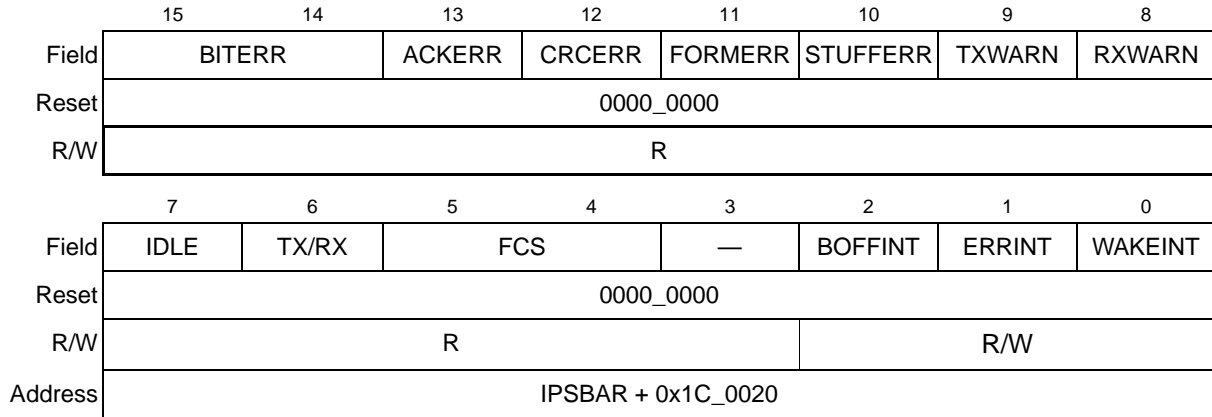 15 14 13 12 11 10 9 8
Field BITERR ACKERR CRCERR FORMERR STUFFERR TXWARN RXWARN
Reset 0000_0000
R/W R
7 6 5 4 3 2 1 0
Field IDLE TX/RX FCS — BOFFINT ERRINT WAKEINT
Reset 0000_0000
R/W R R/W
Address IPSBAR + 0x1C_0020